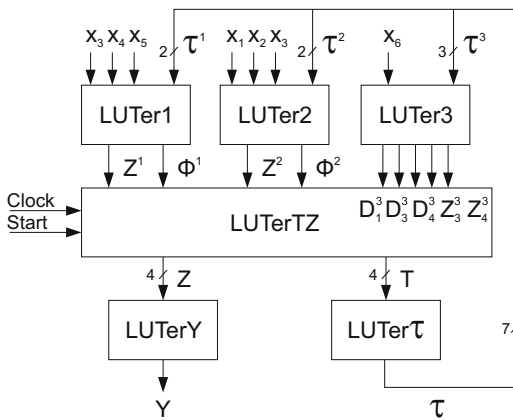 x₃ x₄ x₅ 2 τ¹ x₁ x₂ x₃ 2 τ² x₆ 3 τ³
LUTer1 LUTer2 LUTer3
Z¹ Φ¹ Z² Φ² D₁³ D₃³ D₄³ Z₃³ Z₄³
Clock
Start
LUTerTZ
4 Z 4 T
LUTerY LUTerτ 7
Y τ